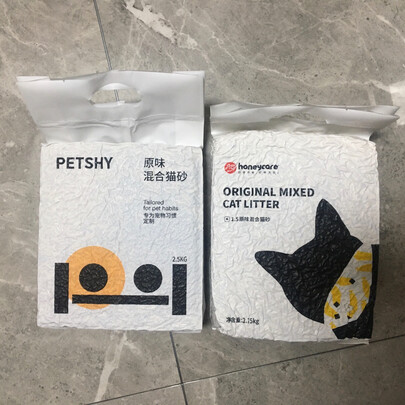 PETSHY
原味
混合猫砂
Tailored
for pet habits
专为宠物习惯
定制
2.5KG
honeycare
ORIGINAL MIXED
CAT LITTER
1.5原味混合猫砂
净含量:2.15kg